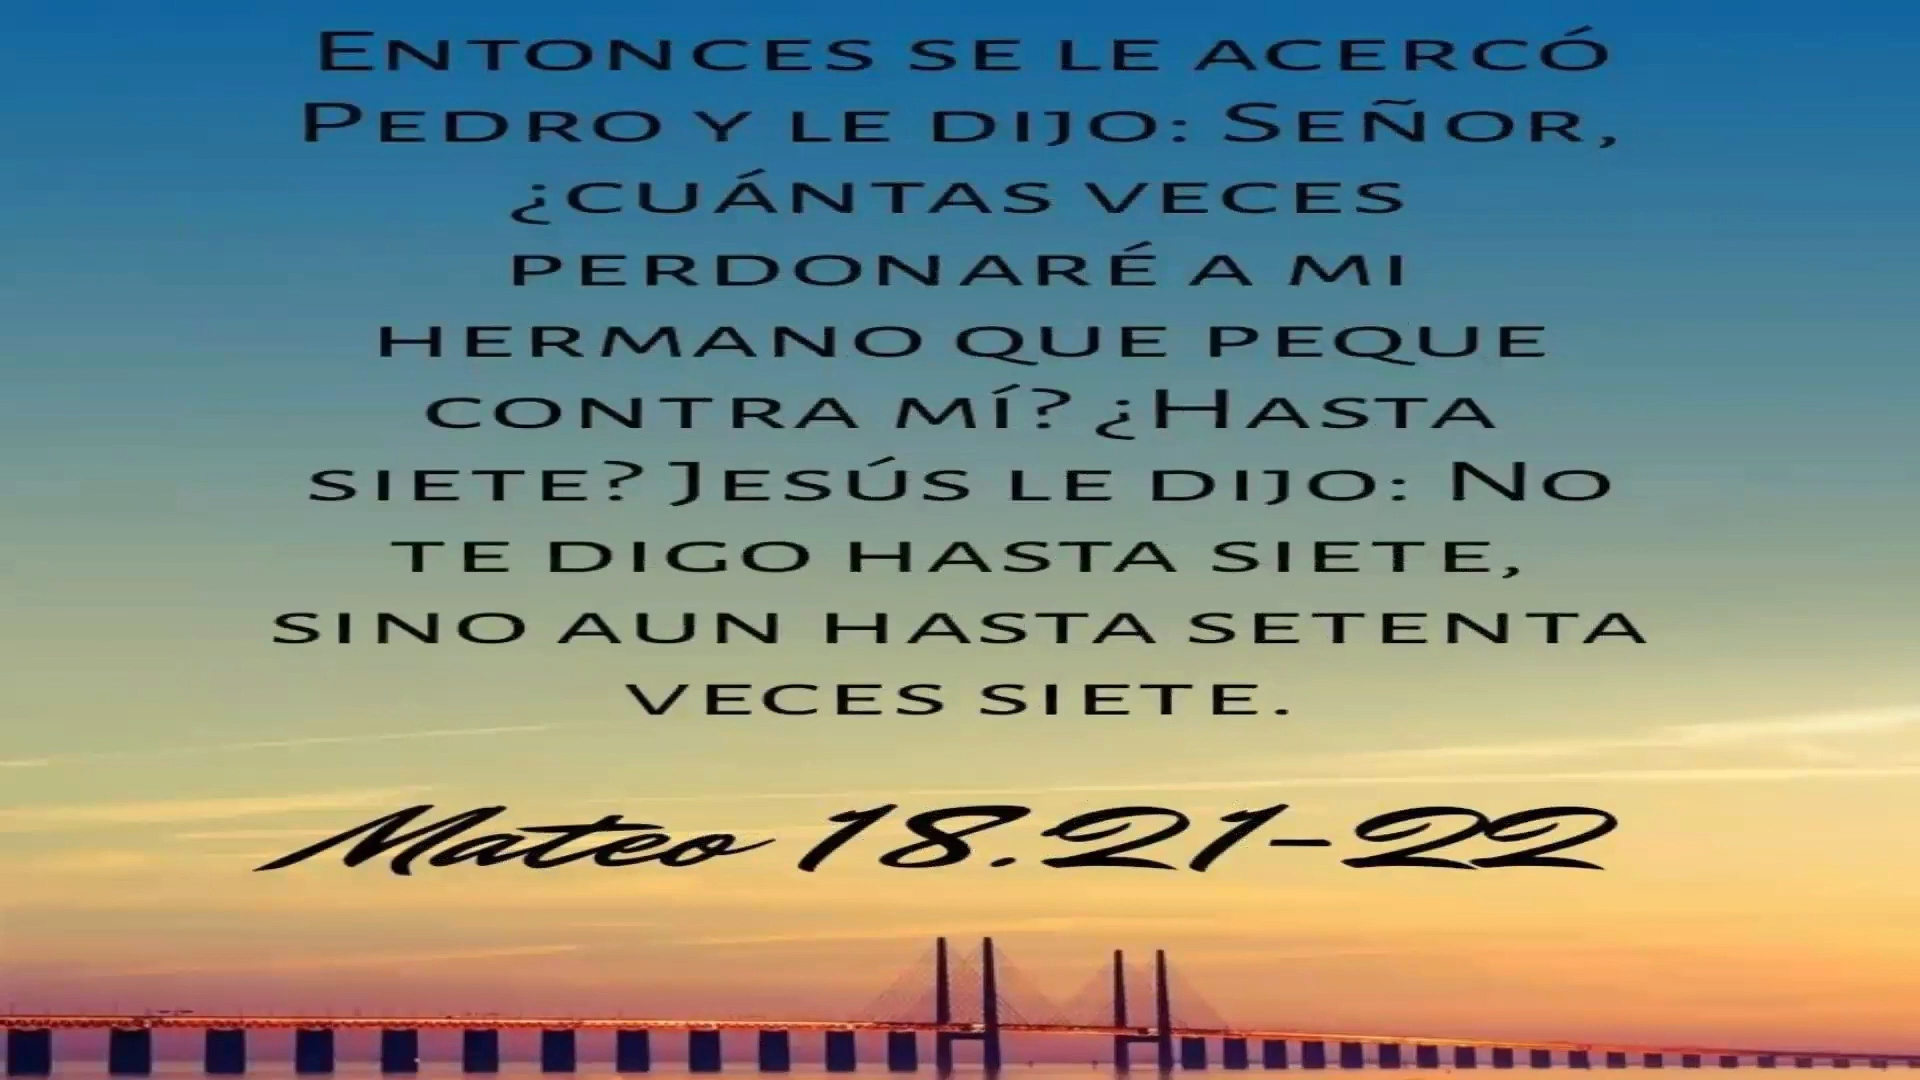 Entonces se le acercó
Pedro y le dijo: Señor,
¿cuántas veces
perdonaré a mi
hermano que peque
contra mí? ¿Hasta
siete? Jesús le dijo: No
te digo hasta siete,
sino aun hasta setenta
veces siete.
Mateo 18.21-22